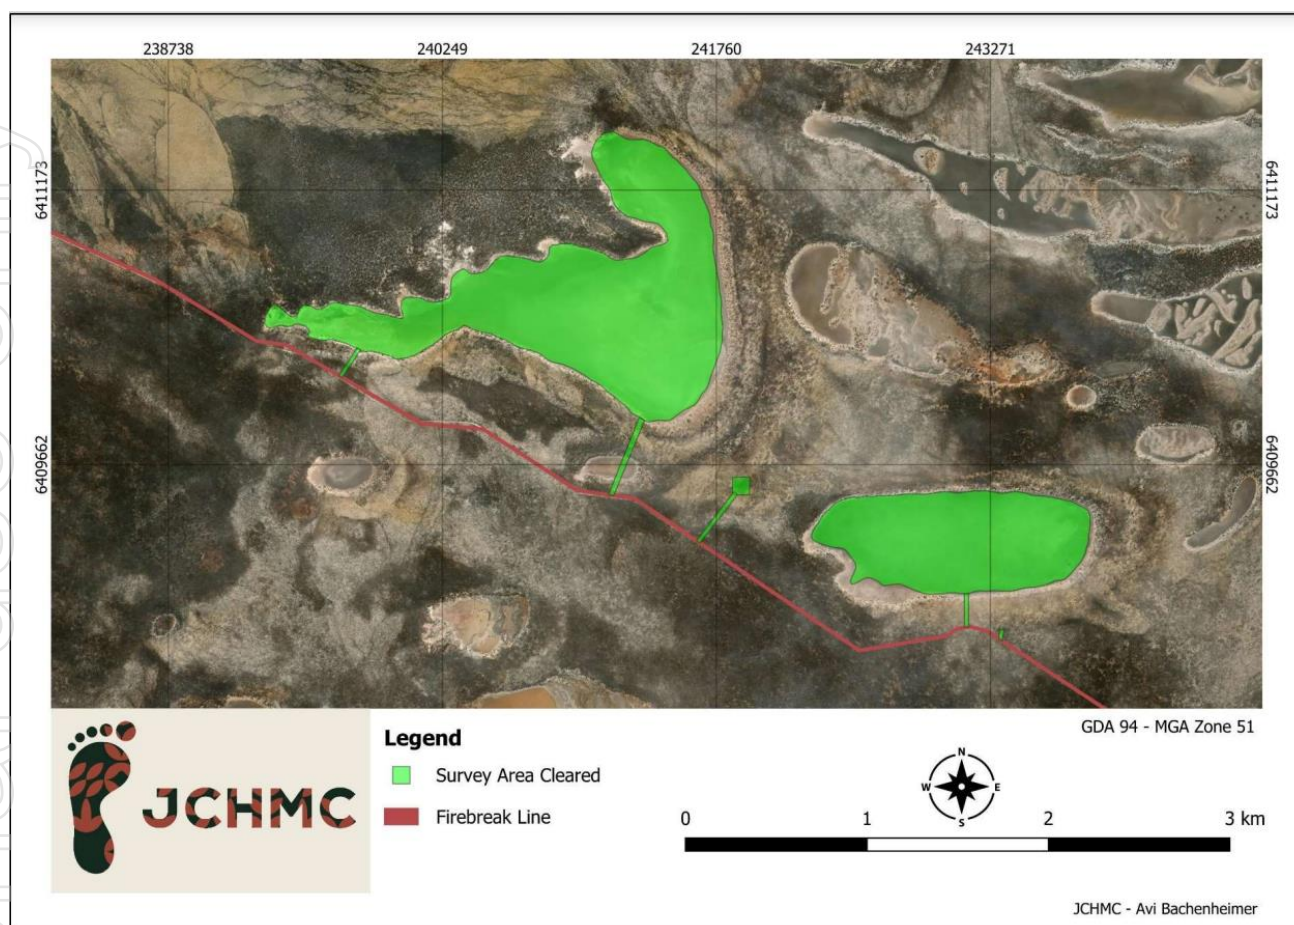 238738 240249 241760 243271
6411173 6411173
6409662 6409662
GDA 94 - MGA Zone 51
JCHMC
Legend
Survey Area Cleared
Firebreak Line
N
W E
S
0 1 2 3 km
JCHMC - Avi Bachenheimer